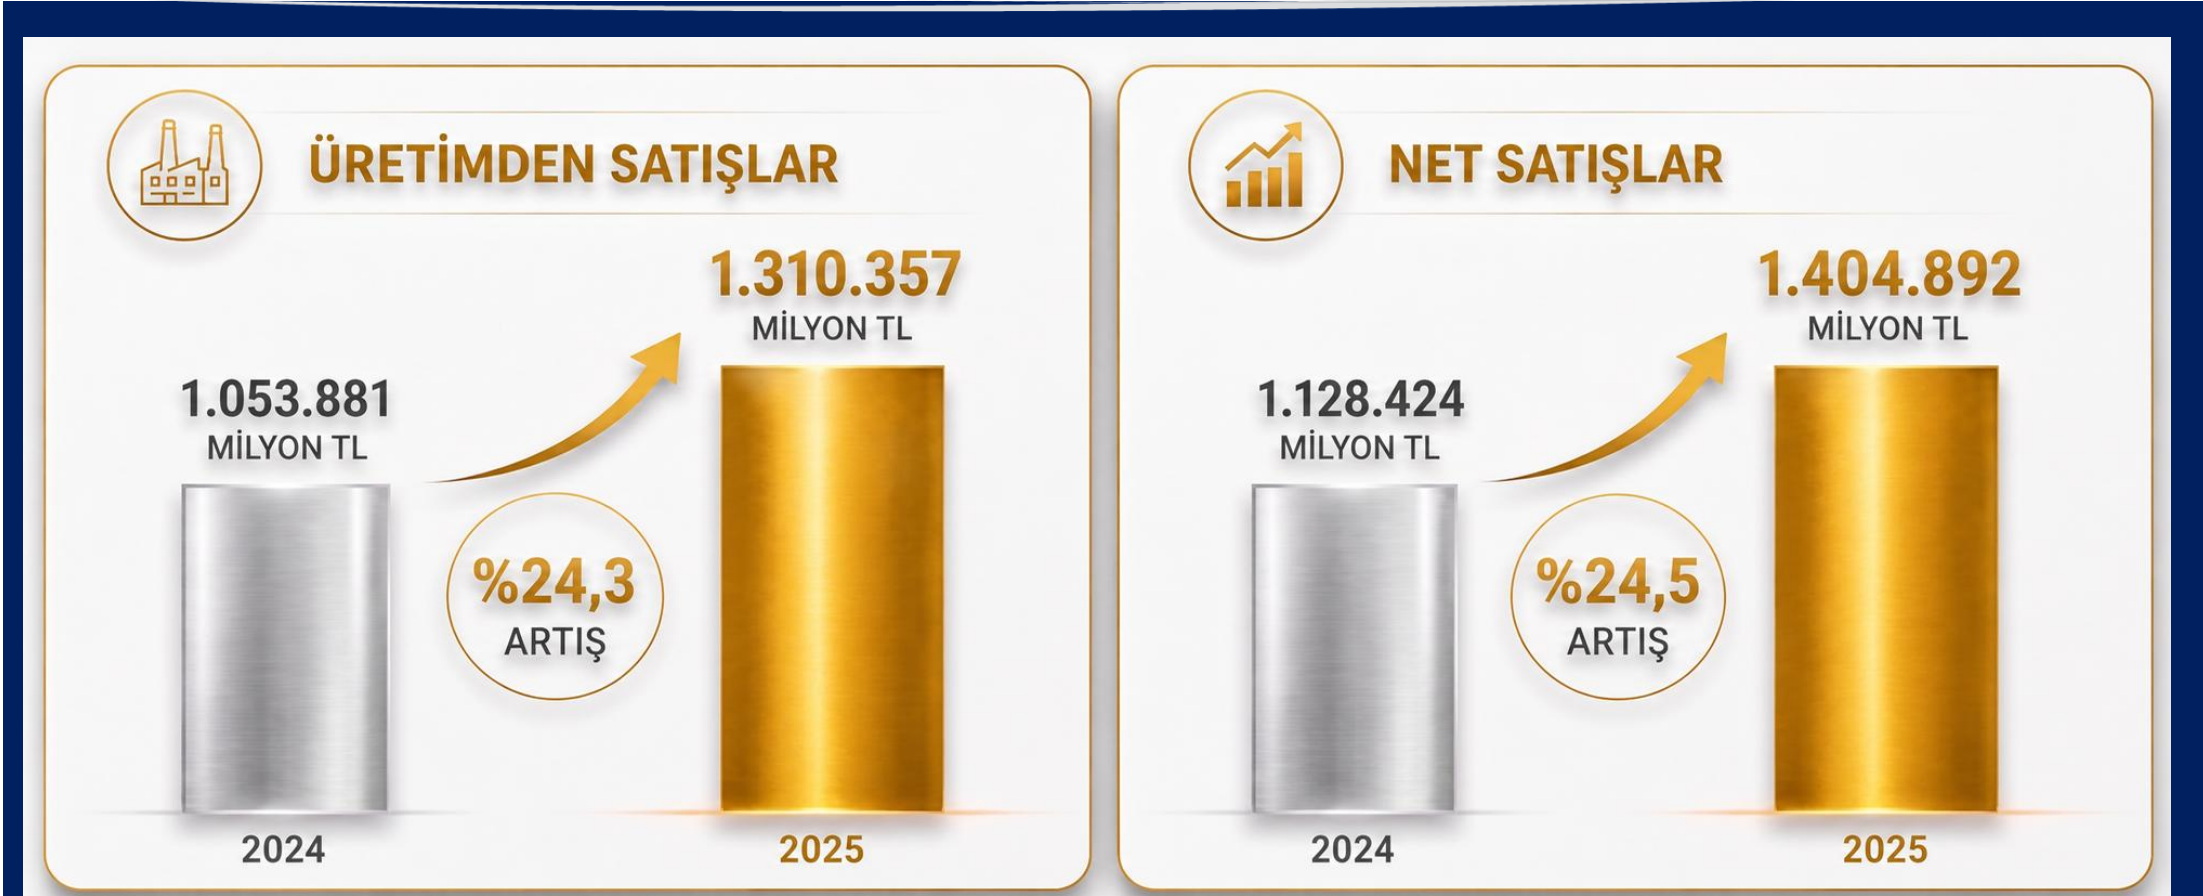 ÜRETİMDEN SATIŞLAR
1.053.881
MİLYON TL
%24,3
ARTIŞ
1.310.357
MİLYON TL
2024
2025
NET SATIŞLAR
1.128.424
MİLYON TL
%24,5
ARTIŞ
1.404.892
MİLYON TL
2024
2025